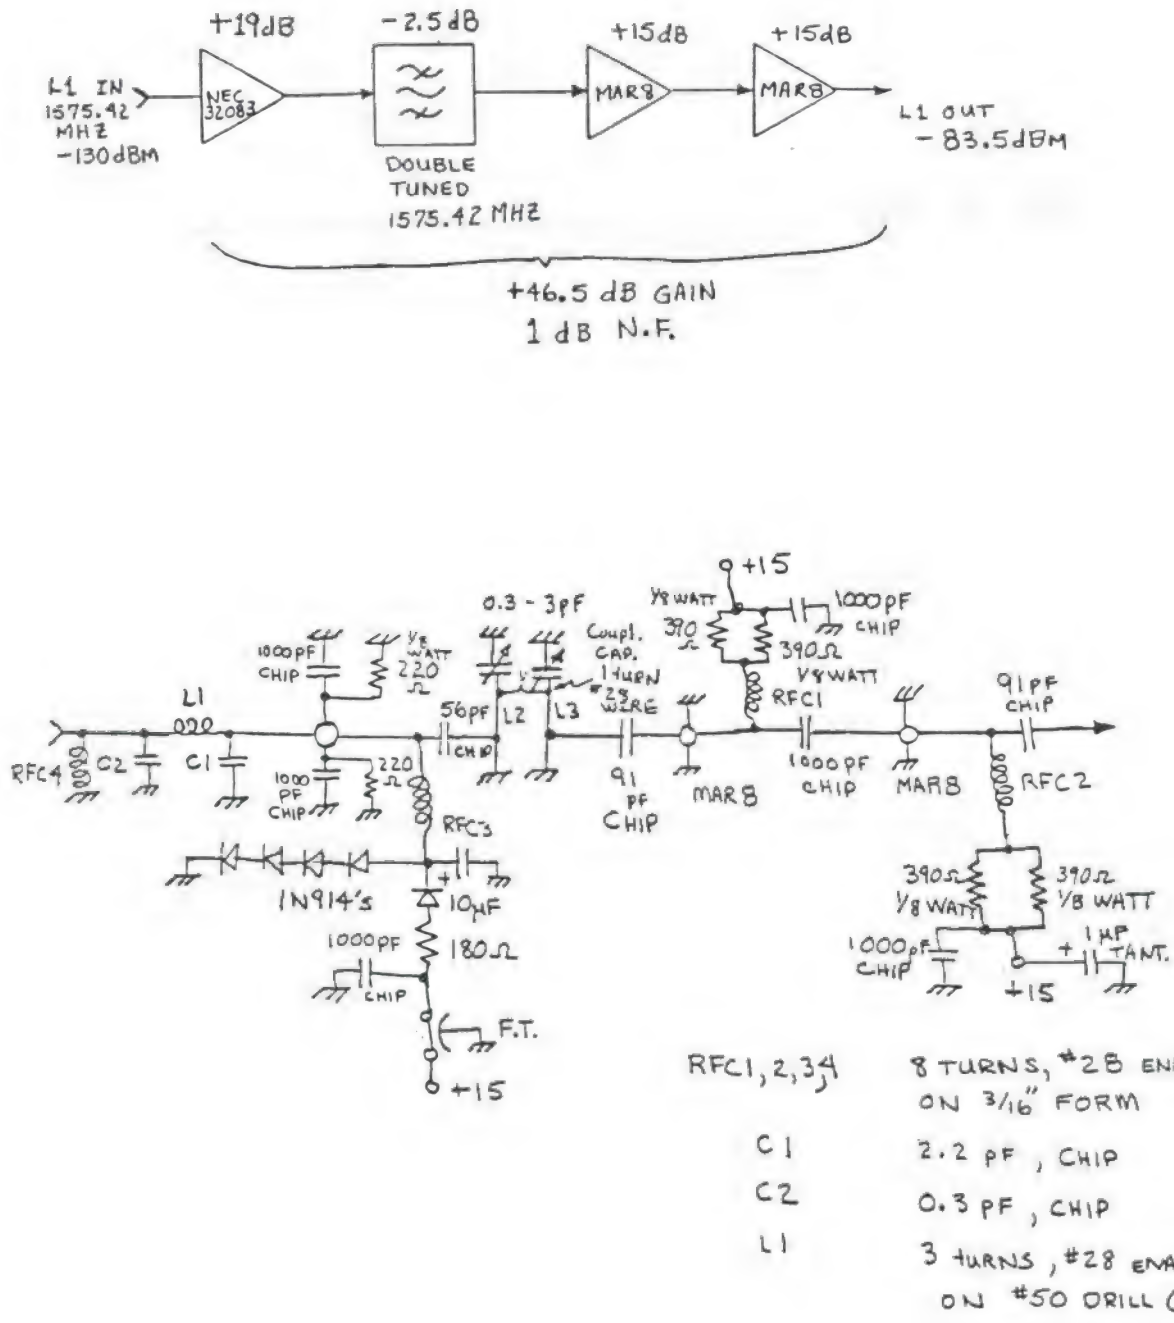 +19dB
-2.5dB
+15dB
+15dB
L1 IN
1575.42
MHZ
-130dBM
NEC
32083
MAR8
MAR8
L1 OUT
-83.5dBM
DOUBLE
TUNED
1575.42 MHZ
+46.5 dB GAIN
1 dB N.F.
+15
0.3 - 3pF
1/8 WATT
390
Ω
1000pF
CHIP
390Ω
1/8 WATT
1000PF
CHIP
1/8
WATT
220
Ω
Coupl.
CAP.
1 turn
#28
WIRE
L1
56pF
CHIP
L2
L3
RFC1
91pF
CHIP
RFC4
C2
C1
1000
PF
CHIP
220
Ω
91
pF
CHIP
MAR8
1000pF
CHIP
MAR8
RFC2
RFC3
1N914's
+
10µF
390Ω
1/8 WATT
390Ω
1/8 WATT
1000pF
CHIP
180Ω
1000pF
CHIP
+
1µF
TANT.
+15
F.T.
+15
RFC1, 2, 3, 4
8 TURNS, #28
ON 3/16" FORM
C1
2.2 pF, CHIP
C2
0.3 pF, CHIP
L1
3 turns, #28
ON #50 DRILL